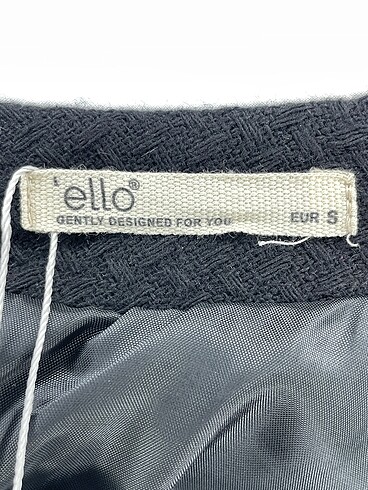 'ello®
GENTLY DESIGNED FOR YOU EUR S